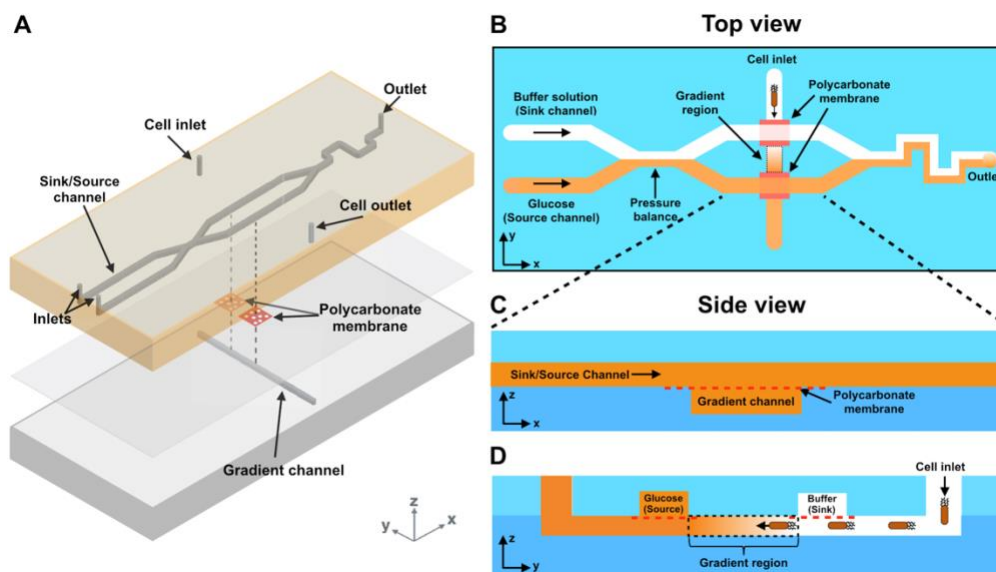 A
Cell inlet
Outlet
Sink/Source
channel
Cell outlet
Inlets
Polycarbonate
membrane
Gradient channel
z
y
x
B
Top view
Cell inlet
Buffer solution
(Sink channel)
Gradient
region
Polycarbonate
membrane
Glucose
(Source channel)
Pressure
balance
Outlet
y
x
C
Side view
Sink/Source Channel
Gradient channel
Polycarbonate
membrane
z
x
D
Cell inlet
Glucose
(Source)
Buffer
(Sink)
Gradient region
z
y